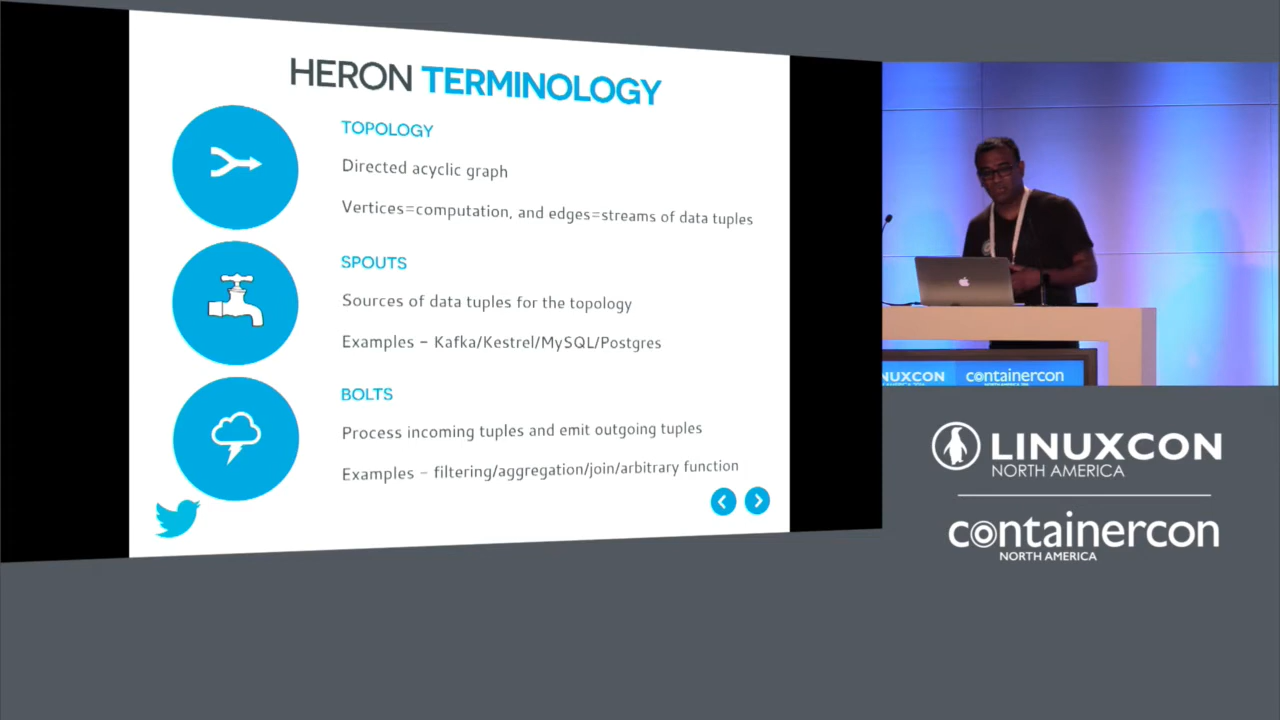 HERON TERMINOLOGY
TOPOLOGY
Directed acyclic graph
Vertices=computation, and edges=streams of data tuples
SPOUTS
Sources of data tuples for the topology
Examples - Kafka/Kestrel/MySQL/Postgres
BOLTS
Process incoming tuples and emit outgoing tuples
Examples - filtering/aggregation/join/arbitrary function
NUXCON
containercon
LINUXCON
NORTH AMERICA
containercon
NORTH AMERICA